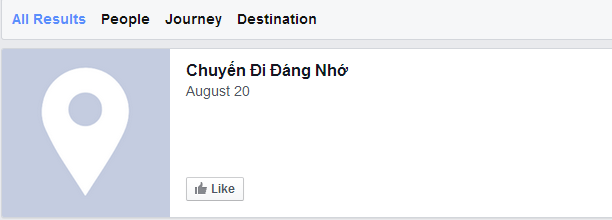 All Results People Journey Destination
Chuyến Đi Đáng Nhớ
August 20
Like